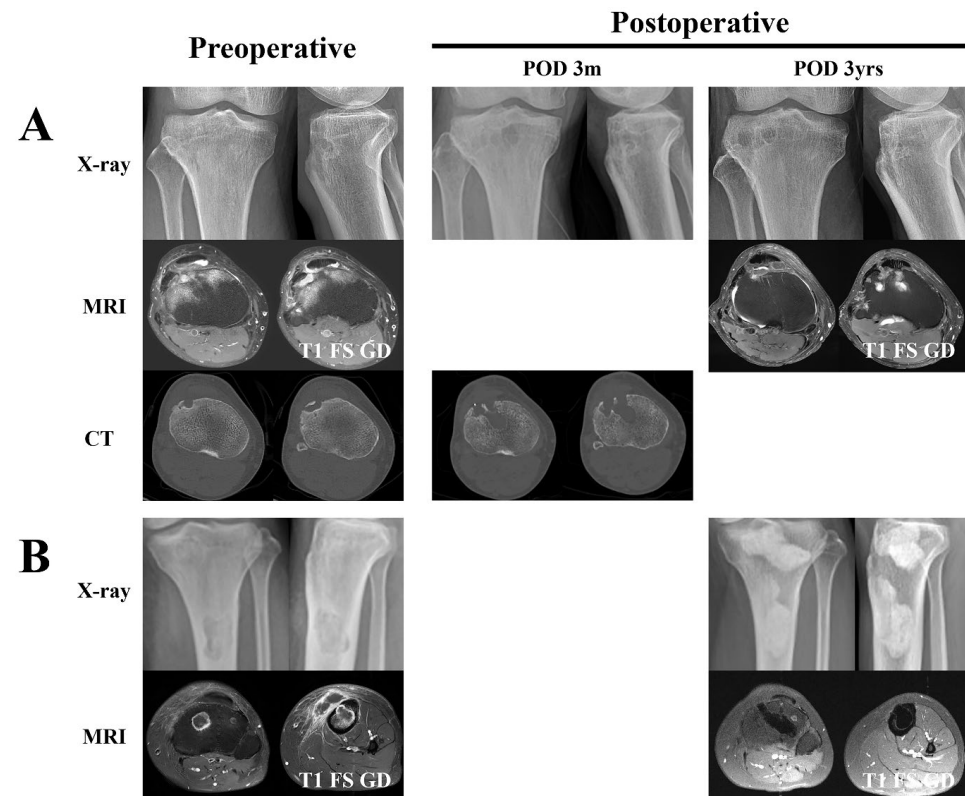 Postoperative
Preoperative
POD 3m
POD 3yrs
A
X-ray
MRI
T1 FS GD
T1 FS GD
CT
B
X-ray
MRI
T1 FS GD
T1 FS GD